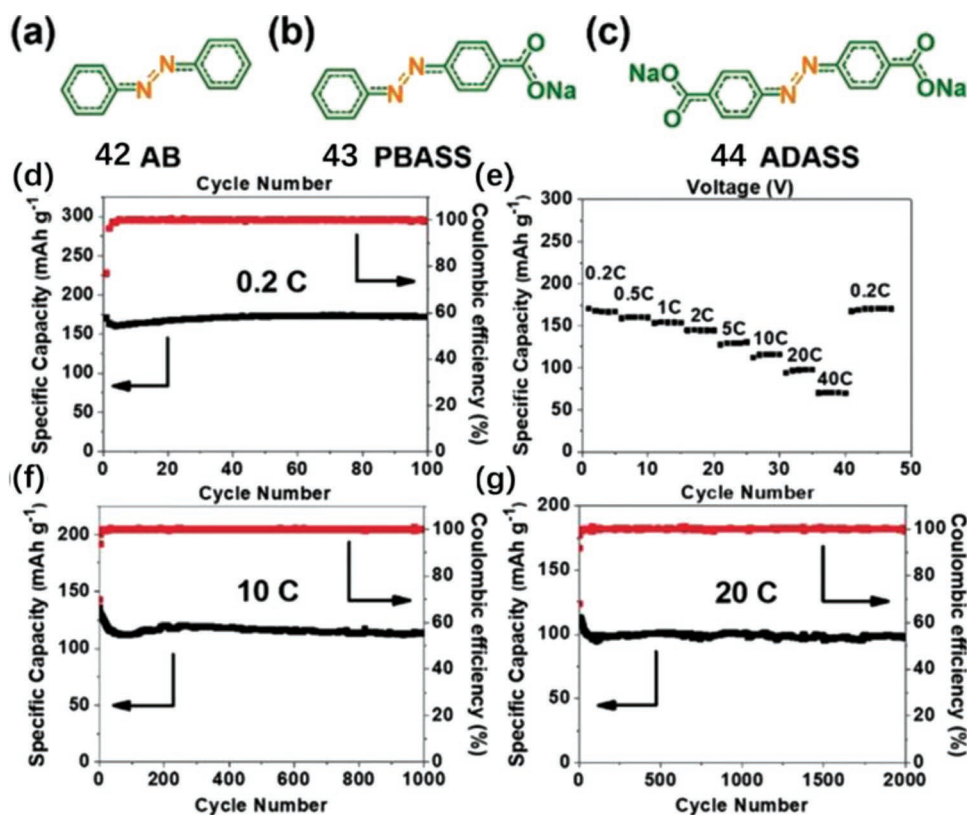 (a) (b) (c)
N N
N N O ONa
NaO O N N O ONa
42 AB 43 PBASS 44 ADASS
(d) Cycle Number
Specific Capacity (mAh g⁻¹)
300 250 200 150 100 50 0
0.2 C
Coulombic efficiency (%)
100 80 60 40 20 0
0 20 40 60 80 100
Cycle Number
(e) Voltage (V)
Specific Capacity (mAh g⁻¹)
300 250 200 150 100 50 0
0.2C 0.5C 1C 2C 5C 10C 20C 40C 0.2C
0 10 20 30 40 50
Cycle Number
(f)
Specific Capacity (mAh g⁻¹)
200 150 100 50 0
10 C
Coulombic efficiency (%)
100 80 60 40 20 0
0 200 400 600 800 1000
Cycle Number
(g)
Specific Capacity (mAh g⁻¹)
200 150 100 50 0
20 C
Coulombic efficiency (%)
100 80 60 40 20 0
0 500 1000 1500 2000
Cycle Number